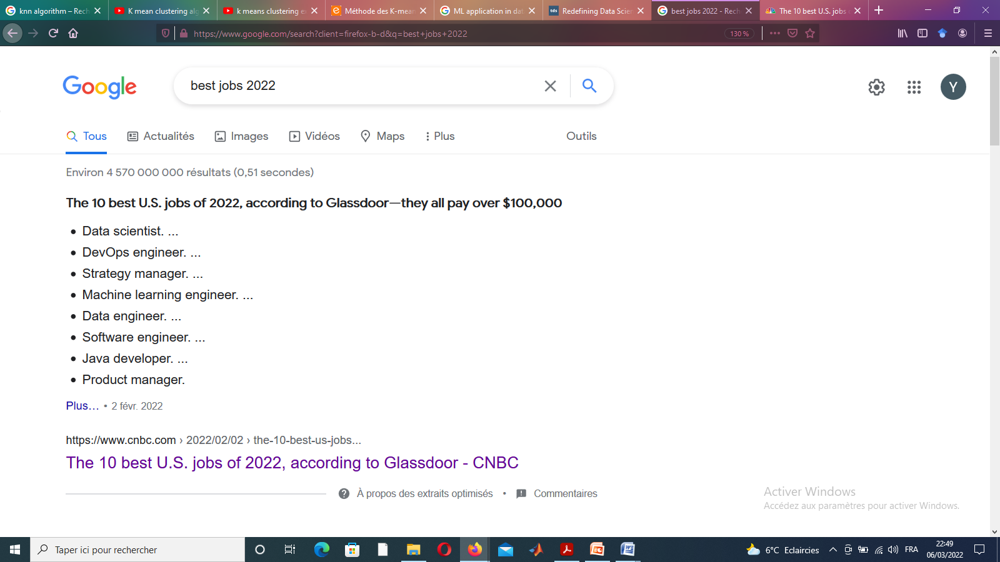 knn algorithm – Rech
K mean clustering alg
k means clustering ex
Méthode des K-mean
ML application in dat
Redefining Data Scien
best jobs 2022 - Rech
The 10 best U.S. jobs
https://www.google.com/search?client=firefox-b-d&q=best+jobs+2022
130 %
Google
best jobs 2022
Y
Tous
Actualités
Images
Vidéos
Maps
Plus
Outils
Environ 4 570 000 000 résultats (0,51 secondes)
The 10 best U.S. jobs of 2022, according to Glassdoor—they all pay over $100,000
Data scientist. ...
DevOps engineer. ...
Strategy manager. ...
Machine learning engineer. ...
Data engineer. ...
Software engineer. ...
Java developer. ...
Product manager.
Plus… • 2 févr. 2022
https://www.cnbc.com › 2022/02/02 › the-10-best-us-jobs...
The 10 best U.S. jobs of 2022, according to Glassdoor - CNBC
À propos des extraits optimisés • Commentaires
Activer Windows
Accédez aux paramètres pour activer Windows.
Taper ici pour rechercher
6°C Eclaircies
FRA
22:49
06/03/2022